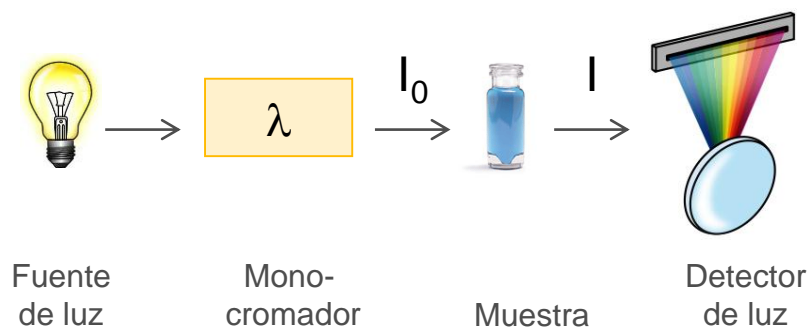 λ
I₀
I
Fuente
de luz
Mono-
cromador
Muestra
Detector
de luz